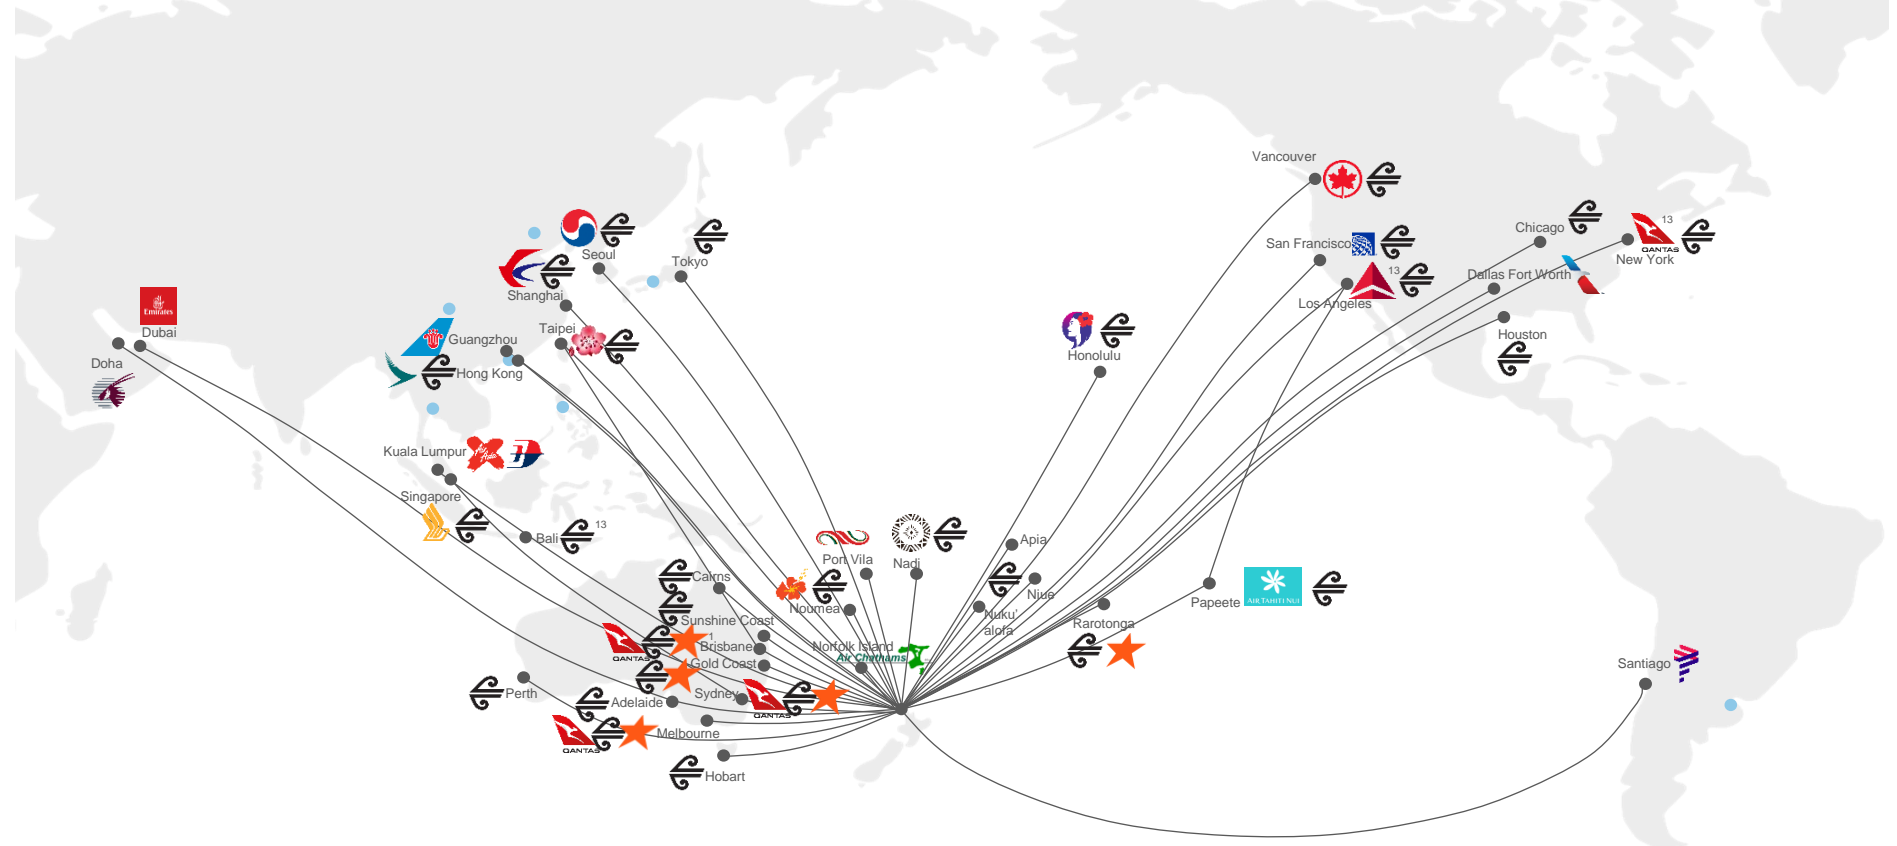 Vancouver
Chicago
13
QANTAS
New York
San Francisco
Seoul
Tokyo
13
Dallas Fort Worth
Los Angeles
Shanghai
Emirates
Dubai
Taipei
Guangzhou
Houston
Doha
Honolulu
Hong Kong
Kuala Lumpur
Air Asia
Singapore
13
Bali
Port Vila
Nadi
Apia
Cairns
Niue
Noumea
Papeete
AIR TAHITI NUI
Nuku'
alofa
Rarotonga
Sunshine Coast
1
QANTAS
Brisbane
Norfolk Island
Air Chathams
Gold Coast
Santiago
Perth
Adelaide
Sydney
QANTAS
Melbourne
QANTAS
Hobart